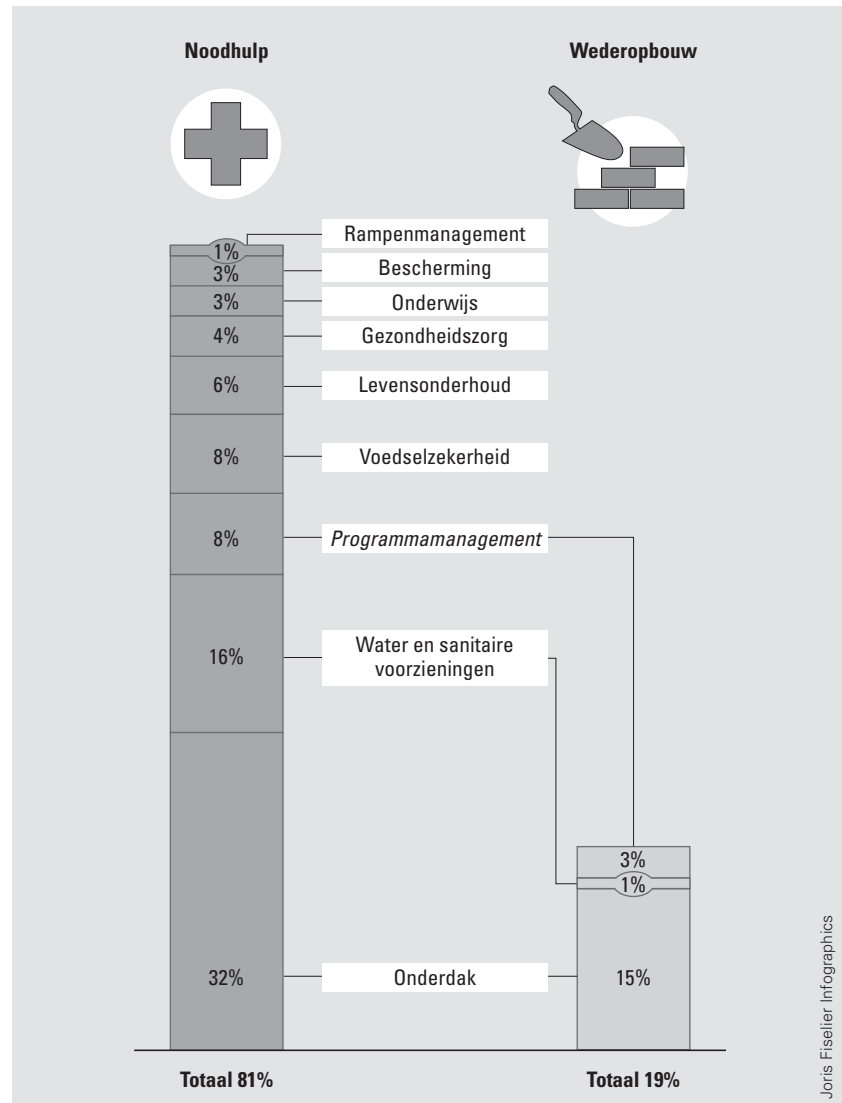 Noodhulp
Wederopbouw
Rampenmanagement
1%
Bescherming
3%
Onderwijs
3%
Gezondheidszorg
4%
Levensonderhoud
6%
Voedselzekerheid
8%
Programmamanagement
8%
Water en sanitaire
voorzieningen
16%
3%
1%
32%
Onderdak
15%
Totaal 81%
Totaal 19%
Joris Fiselier Infographics